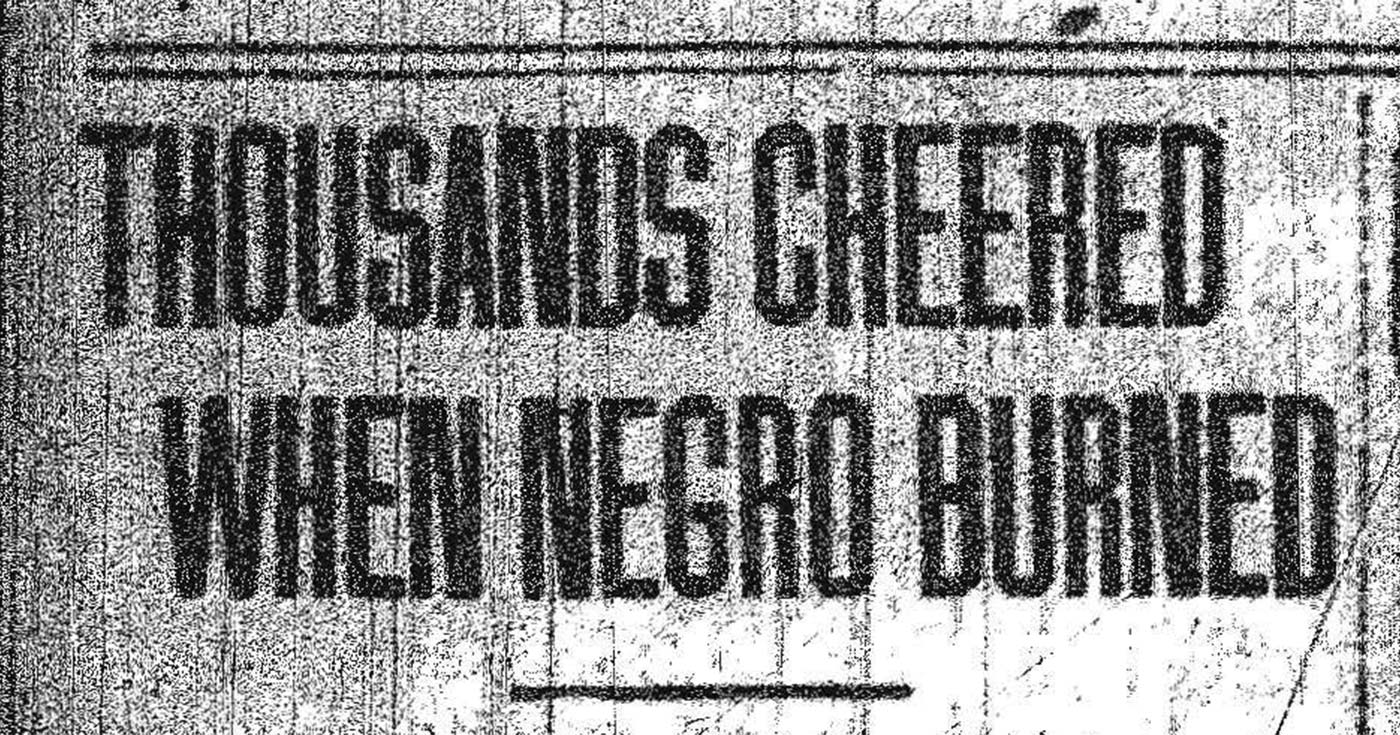 THOUSANDS CHEERED
WHEN NEGRO BURNED